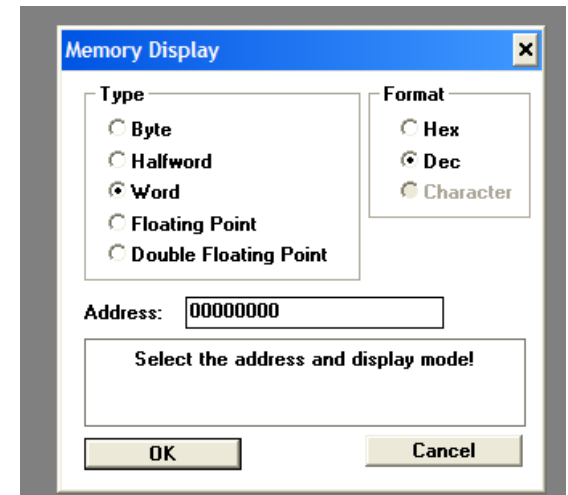 Memory Display
Type
Byte
Halfword
Word
Floating Point
Double Floating Point
Format
Hex
Dec
Character
Address: 00000000
Select the address and display mode!
OK Cancel